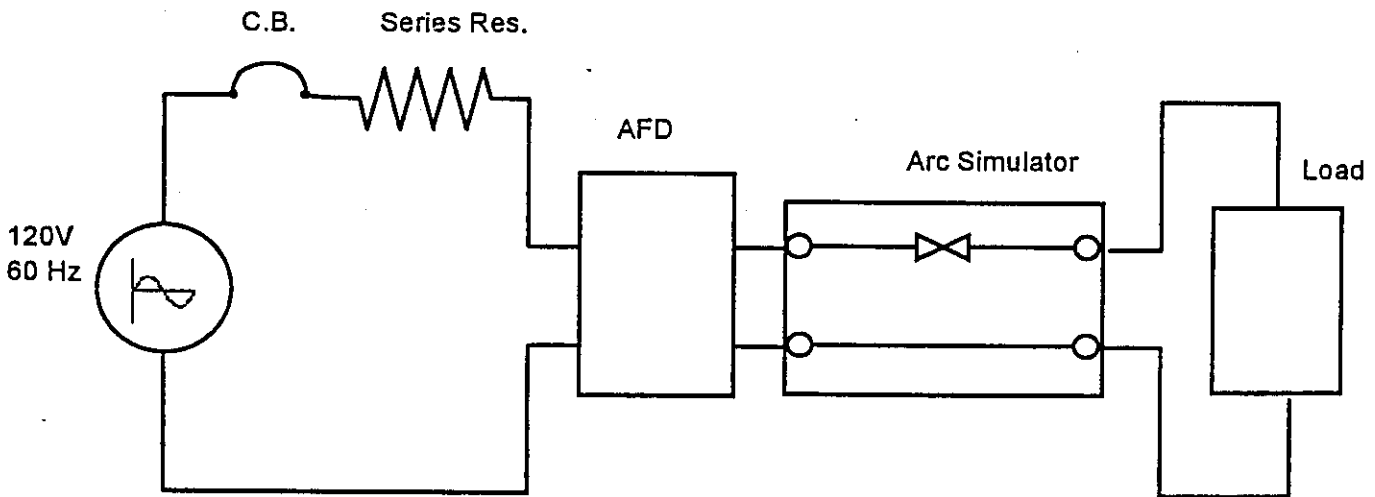 C.B.
Series Res.
AFD
Arc Simulator
Load
120V
60 Hz